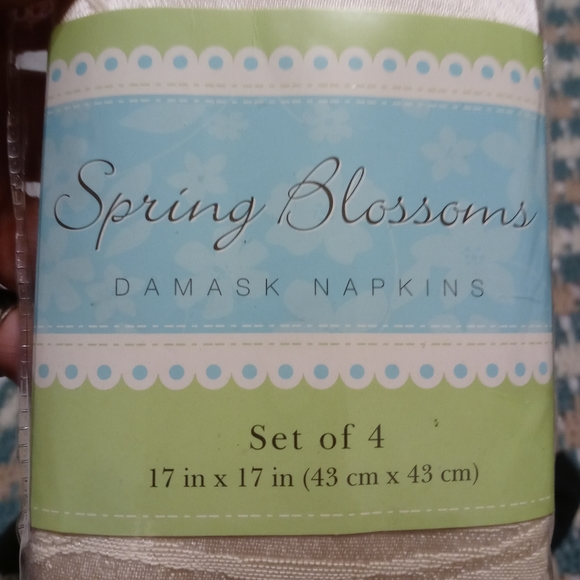 Spring Blossoms
DAMASK NAPKINS
Set of 4
17 in x 17 in (43 cm x 43 cm)